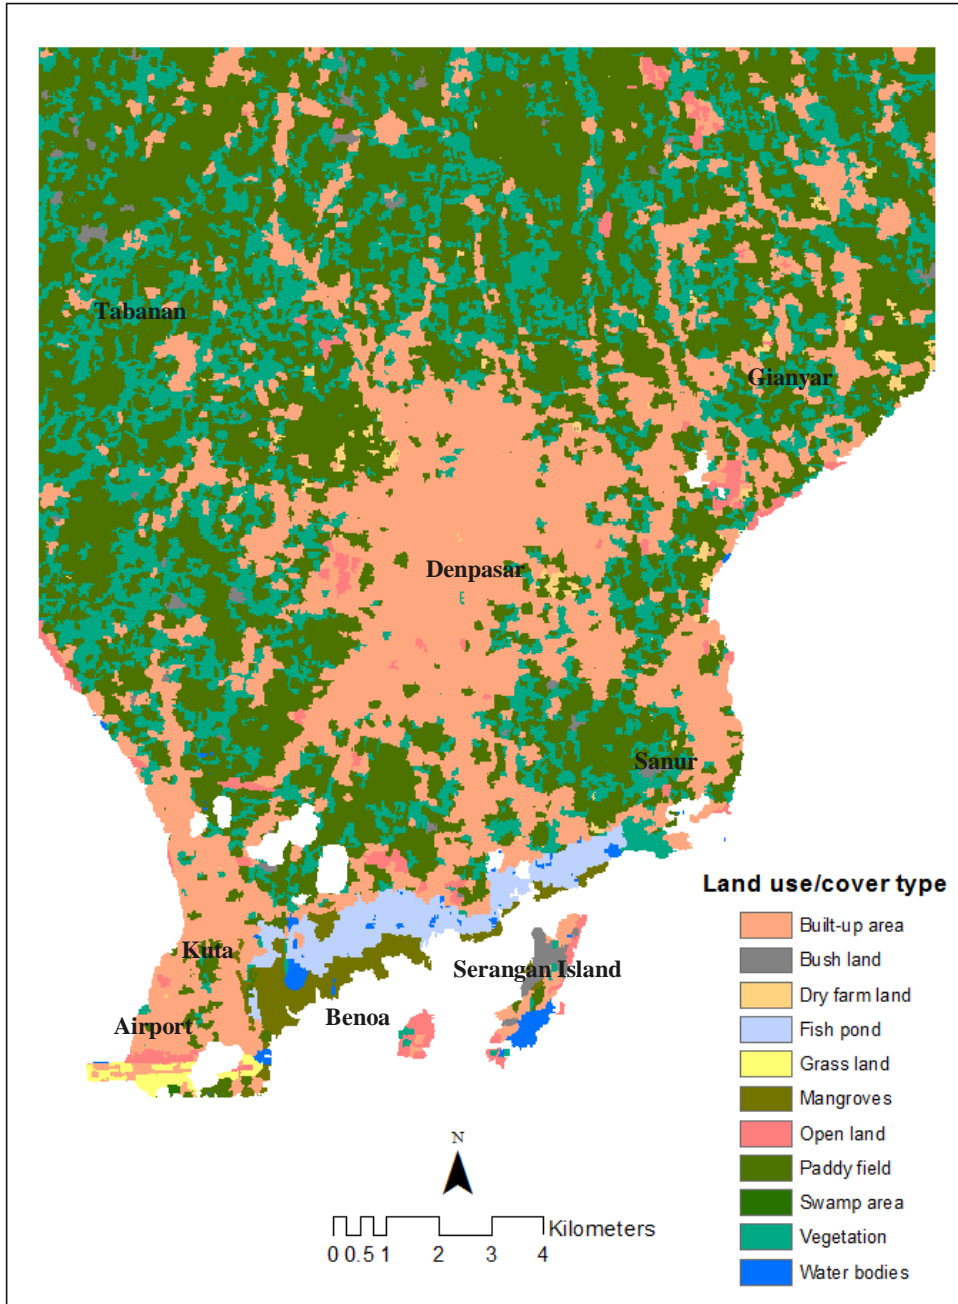 Tabanan
Gianyar
Denpasar
Sanur
Kuta
Serangan Island
Airport
Benoa
Land use/cover type
Built-up area
Bush land
Dry farm land
Fish pond
Grass land
Mangroves
Open land
Paddy field
Swamp area
Vegetation
Water bodies
N
Kilometers
0 0.5 1 2 3 4